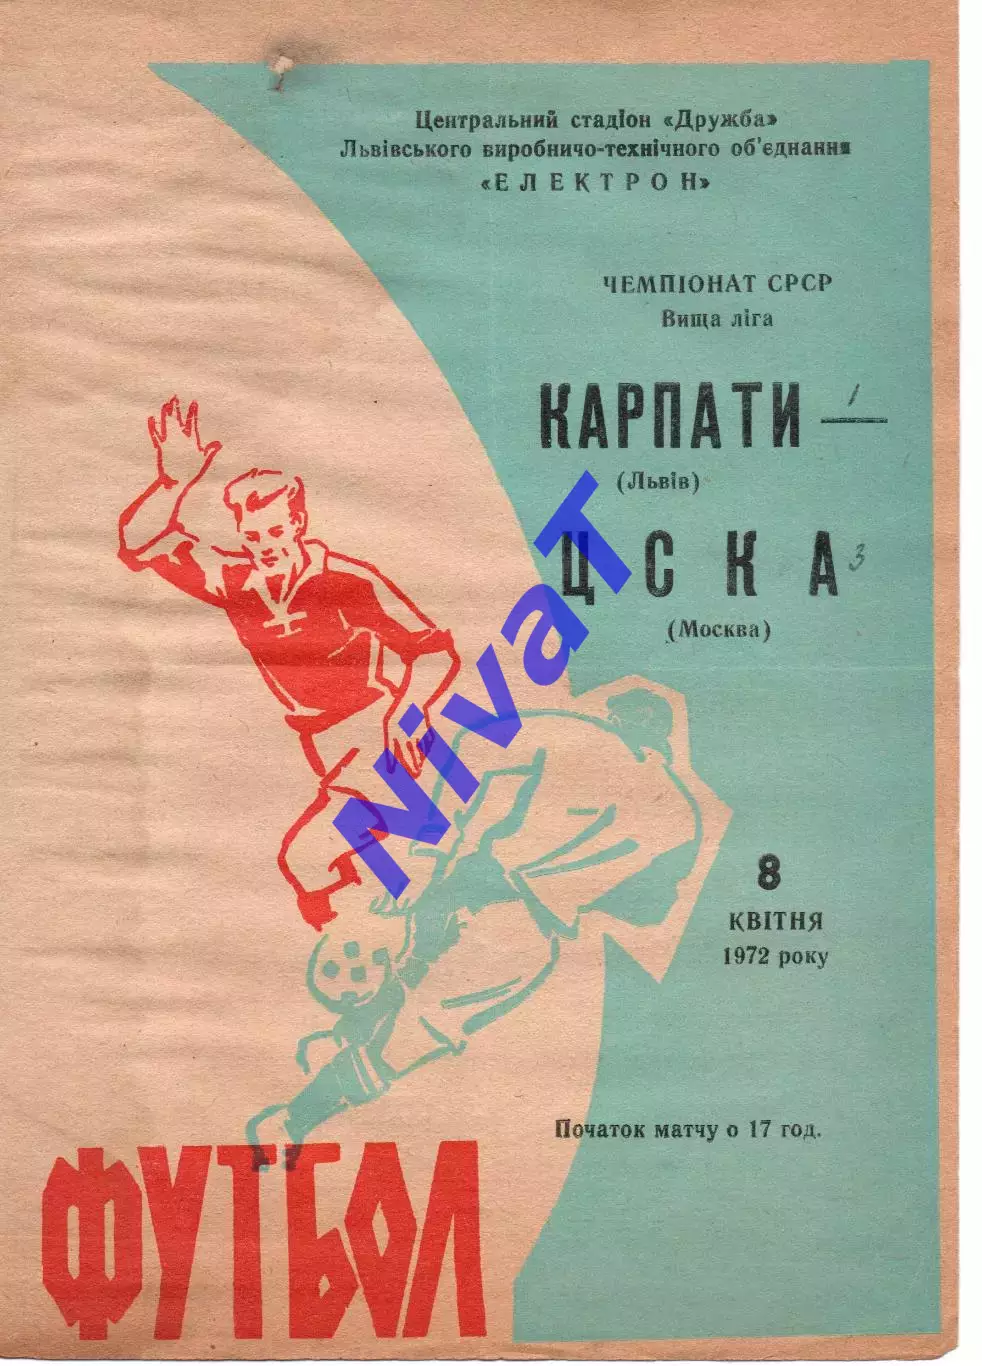 Центральний стадіон «Дружба»
Львівського виробничо-технічного об'єднання
«ЕЛЕКТРОН»
ЧЕМПІОНАТ СРСР
Вища ліга
КАРПАТИ — 1
(Львів)
ЦСКА 3
(Москва)
NivaT
8
КВІТНЯ
1972 року
Початок матчу о 17 год.
ФУТБОЛ